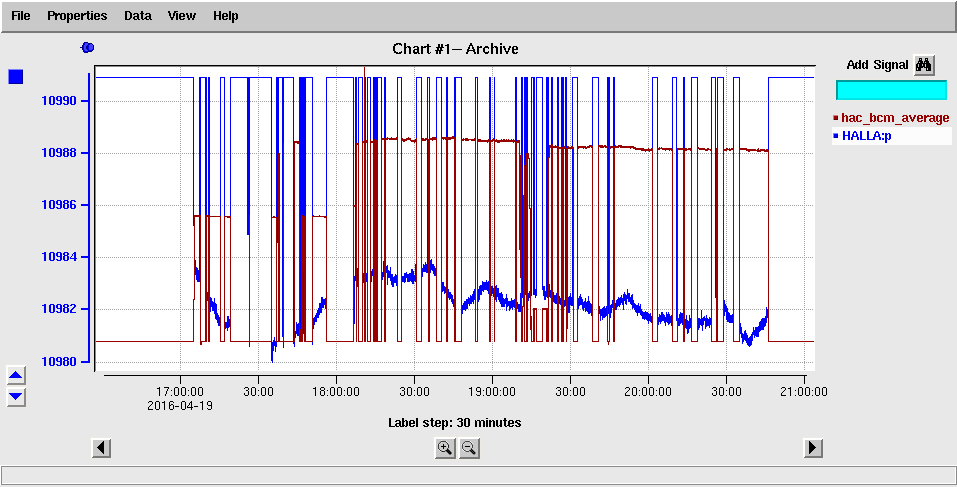 File Properties Data View Help
Chart #1— Archive
Add Signal
hac_bcm_average
HALLA:p
10990
10988
10986
10984
10982
10980
17:00:00 30:00 18:00:00 30:00 19:00:00 30:00 20:00:00 30:00 21:00:00
2016-04-19
Label step: 30 minutes